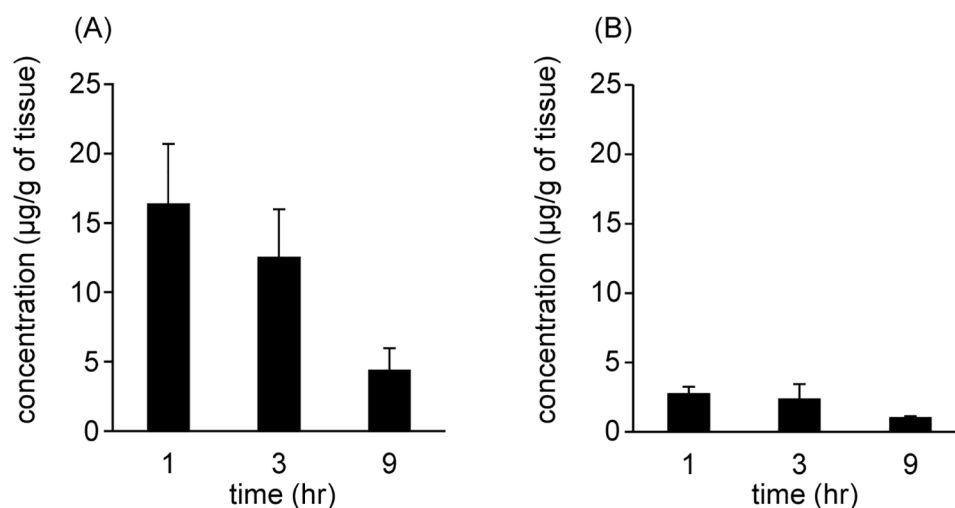 (A)
concentration (μg/g of tissue)
25
20
15
10
5
0
1 3 9
time (hr)
(B)
concentration (μg/g of tissue)
25
20
15
10
5
0
1 3 9
time (hr)